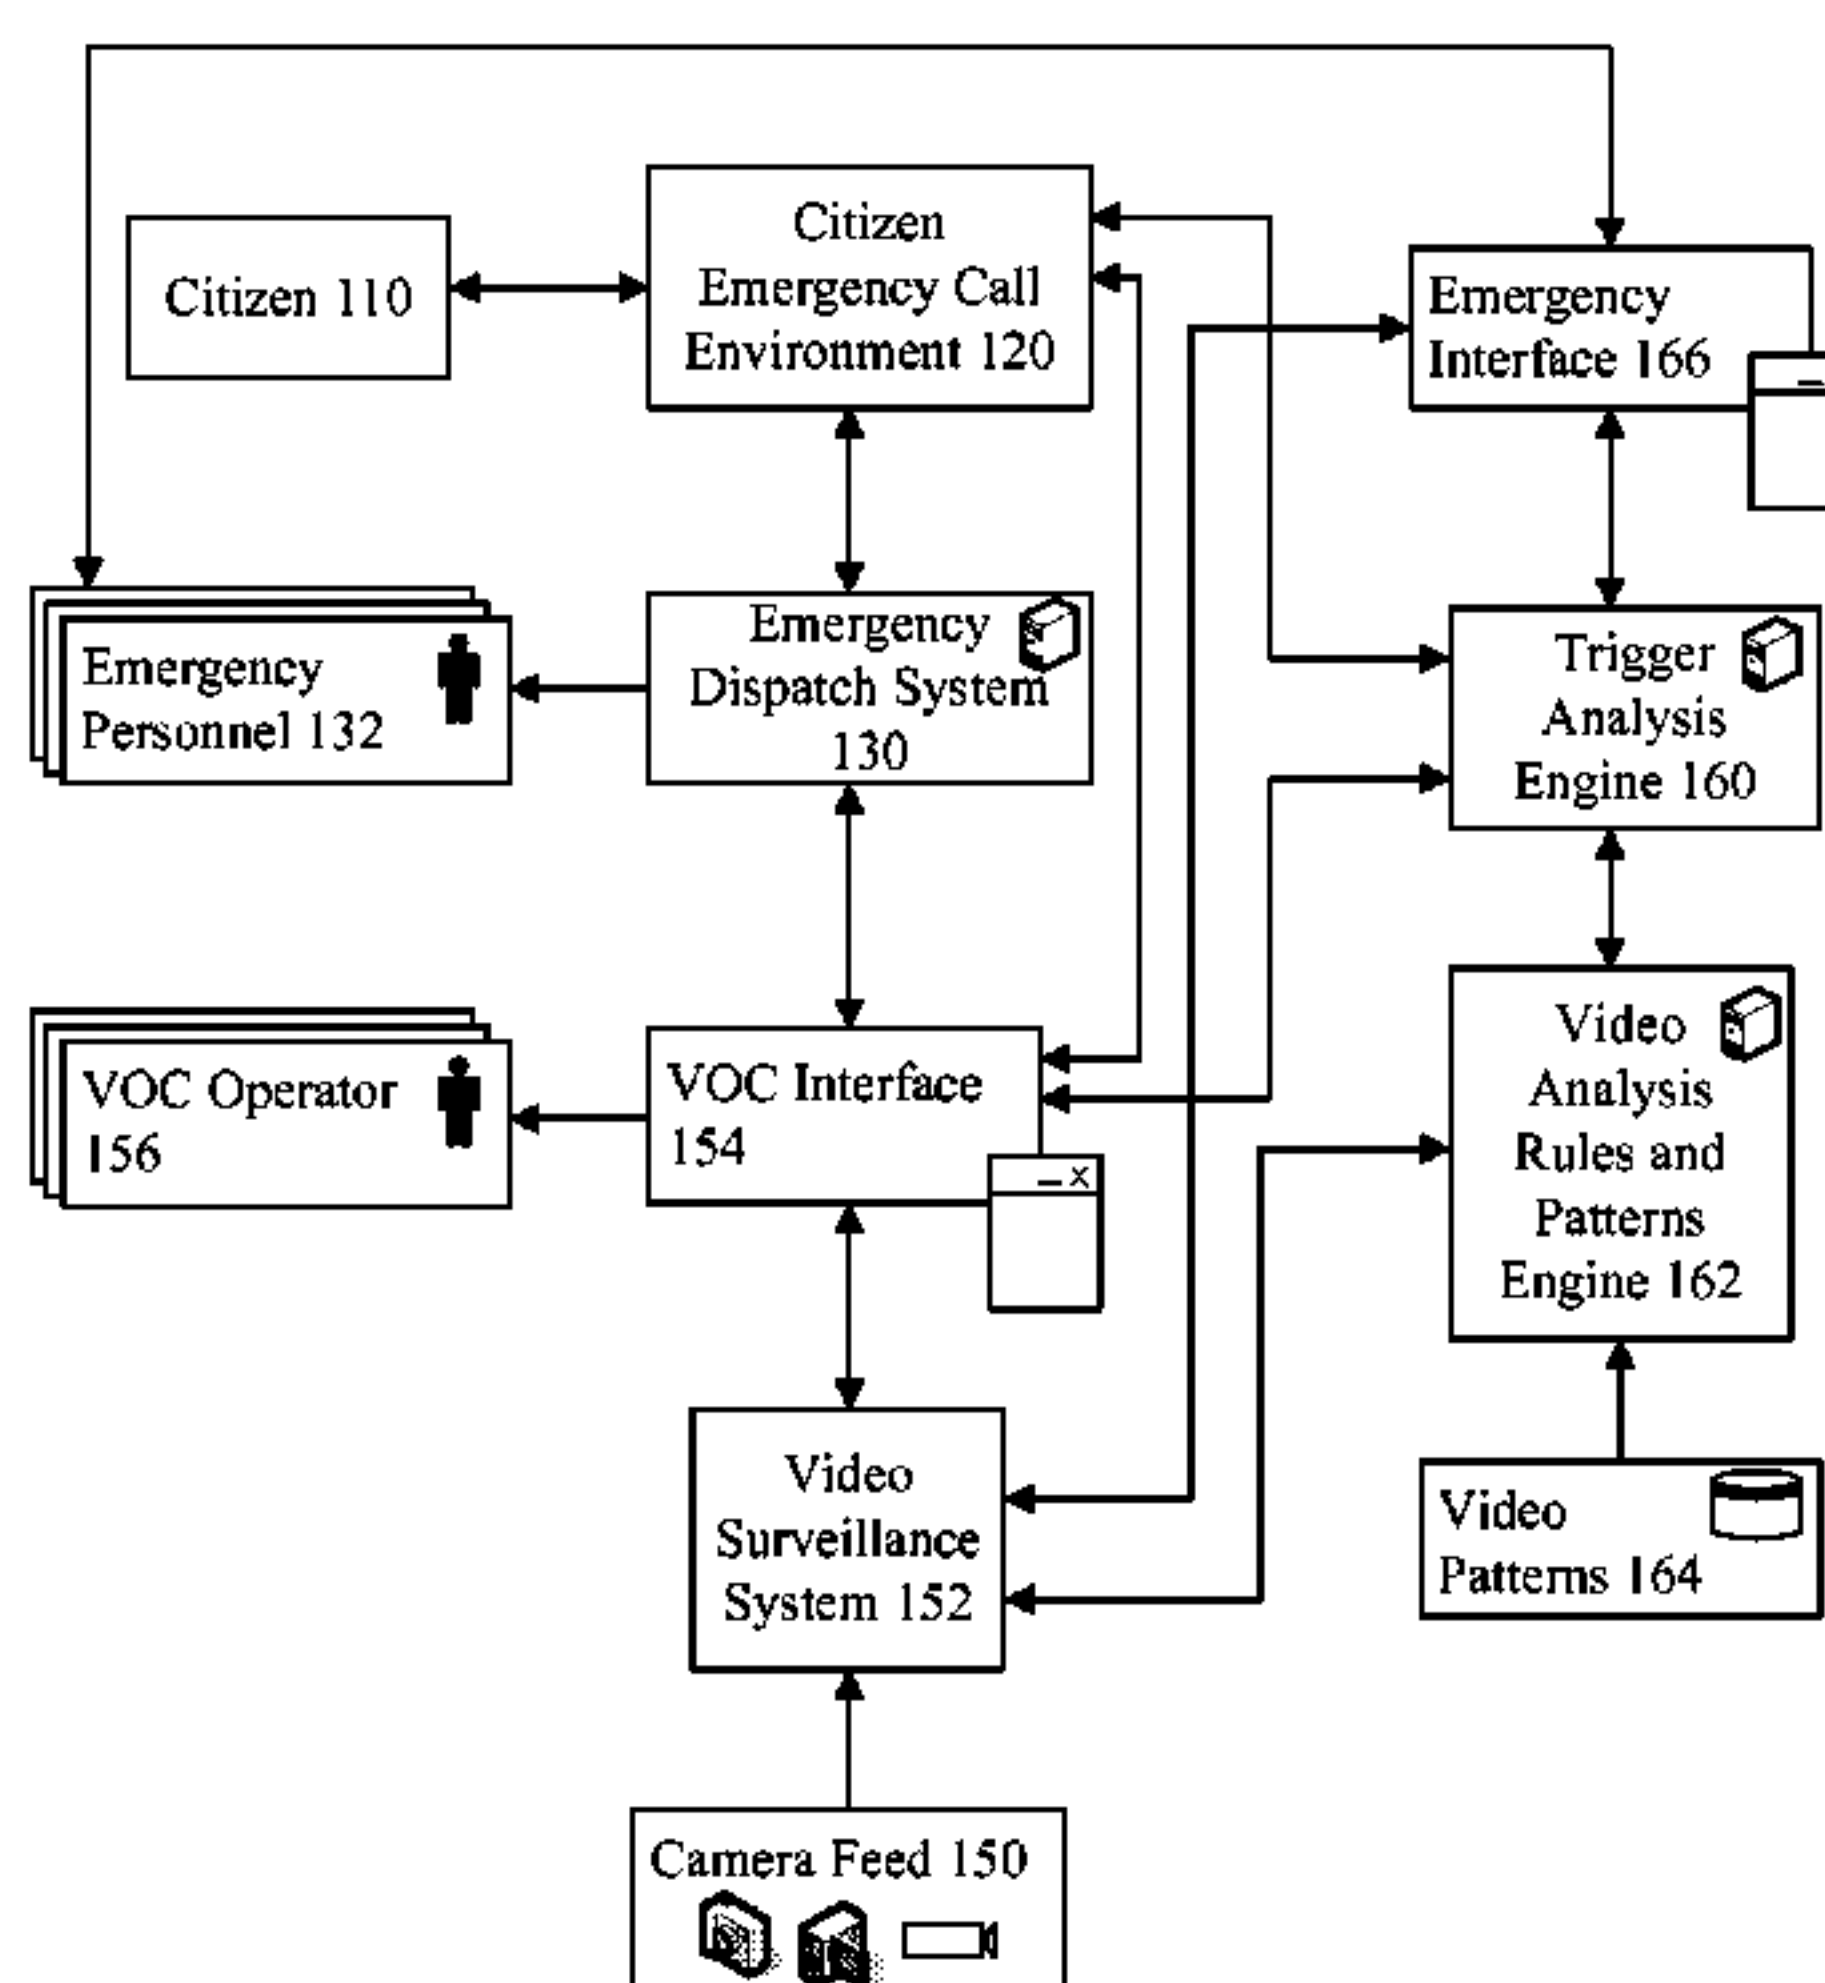 Citizen 110
Citizen
Emergency Call
Environment 120
Emergency
Interface 166
Emergency
Personnel 132
Emergency
Dispatch System
130
Trigger
Analysis
Engine 160
VOC Operator
156
VOC Interface
154
Video
Analysis
Rules and
Patterns
Engine 162
Video
Surveillance
System 152
Video
Patterns 164
Camera Feed 150